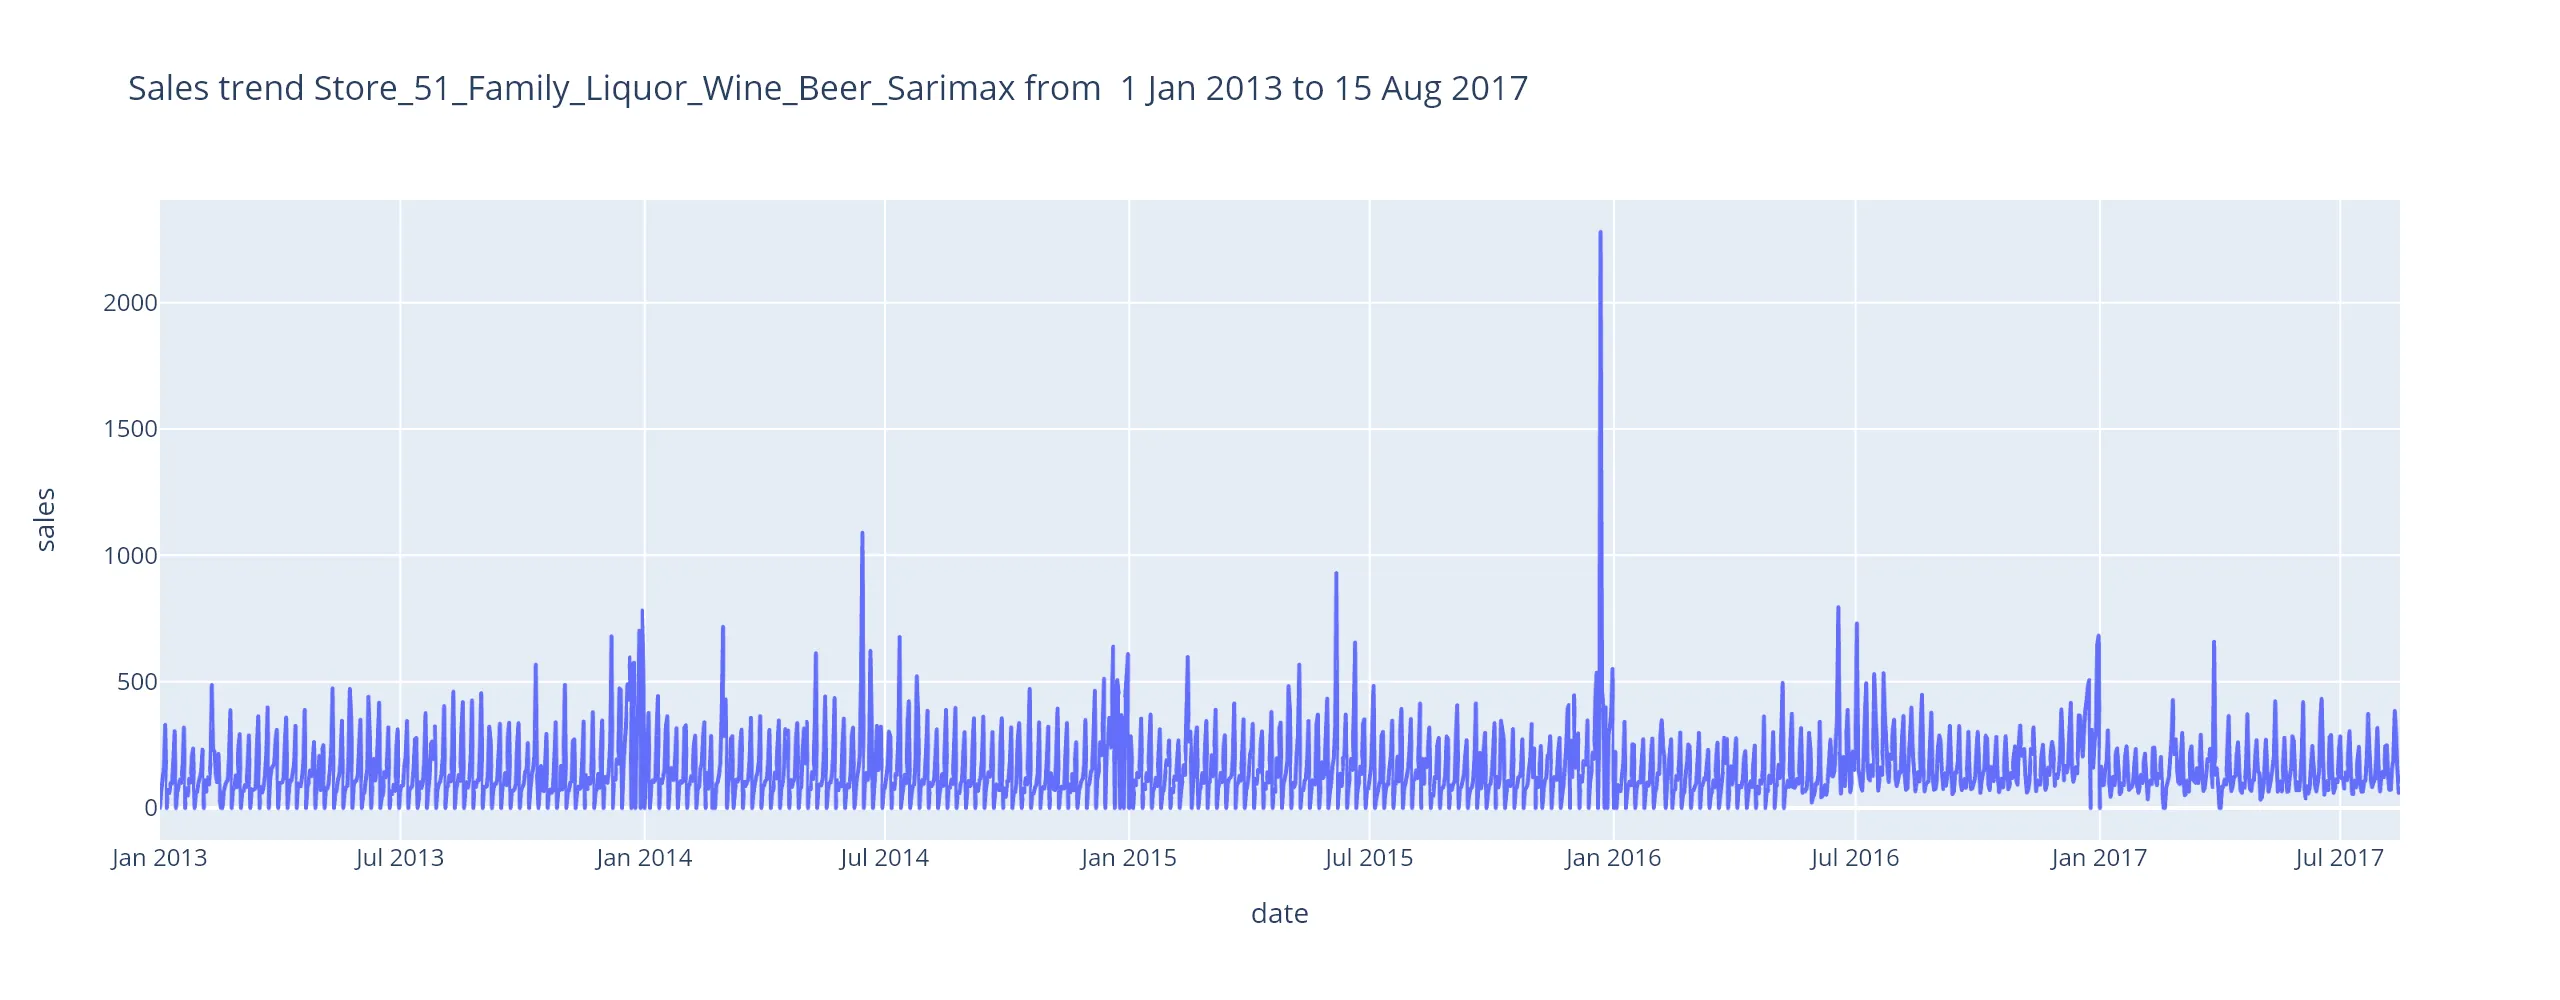 Sales trend Store_51_Family_Liquor_Wine_Beer_Sarimax from  1 Jan 2013 to 15 Aug 2017
2000
1500
1000
500
0
sales
Jan 2013 Jul 2013 Jan 2014 Jul 2014 Jan 2015 Jul 2015 Jan 2016 Jul 2016 Jan 2017 Jul 2017
date